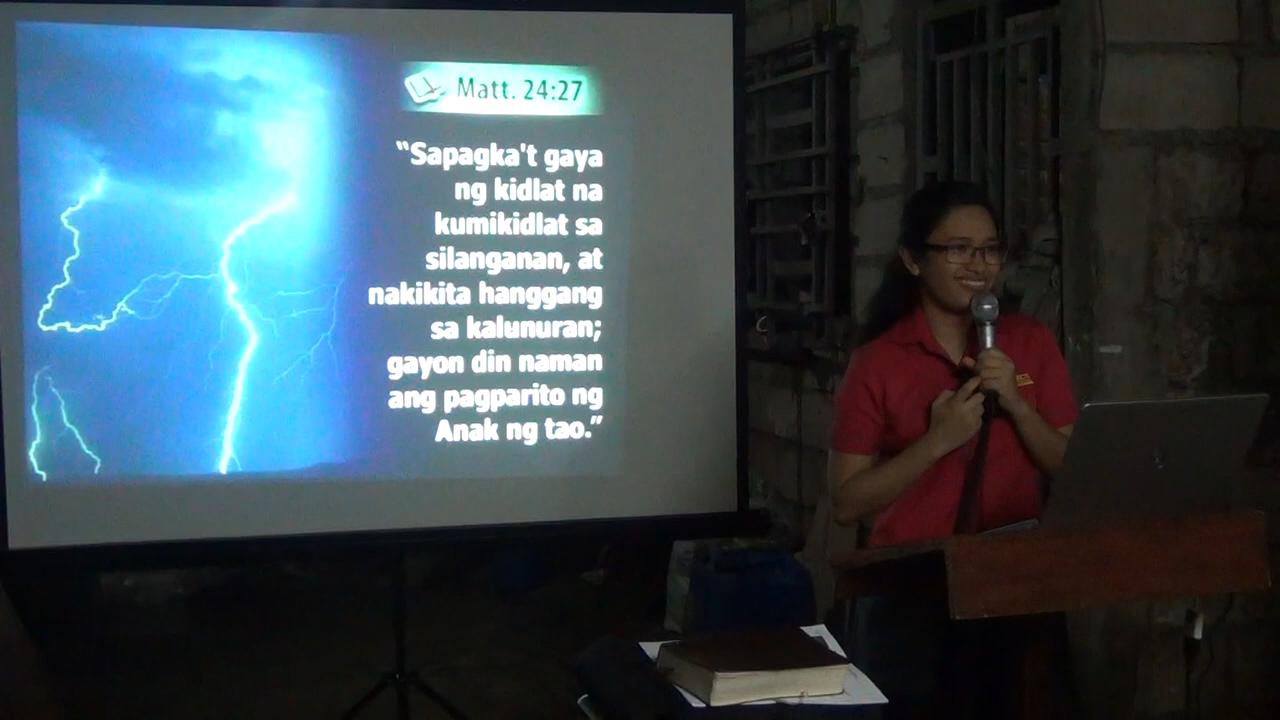 Matt. 24:27
“Sapagka't gaya
ng kidlat na
kumikidlat sa
silanganan, at
nakikita hanggang
sa kalunuran;
gayon din naman
ang pagparito ng
Anak ng tao.”